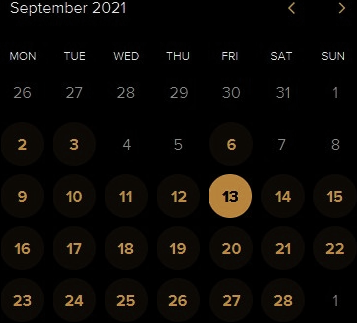 September 2021
MON TUE WED THU FRI SAT SUN
26 27 28 29 30 31 1
2 3 4 5 6 7 8
9 10 11 12 13 14 15
16 17 18 19 20 21 22
23 24 25 26 27 28 1